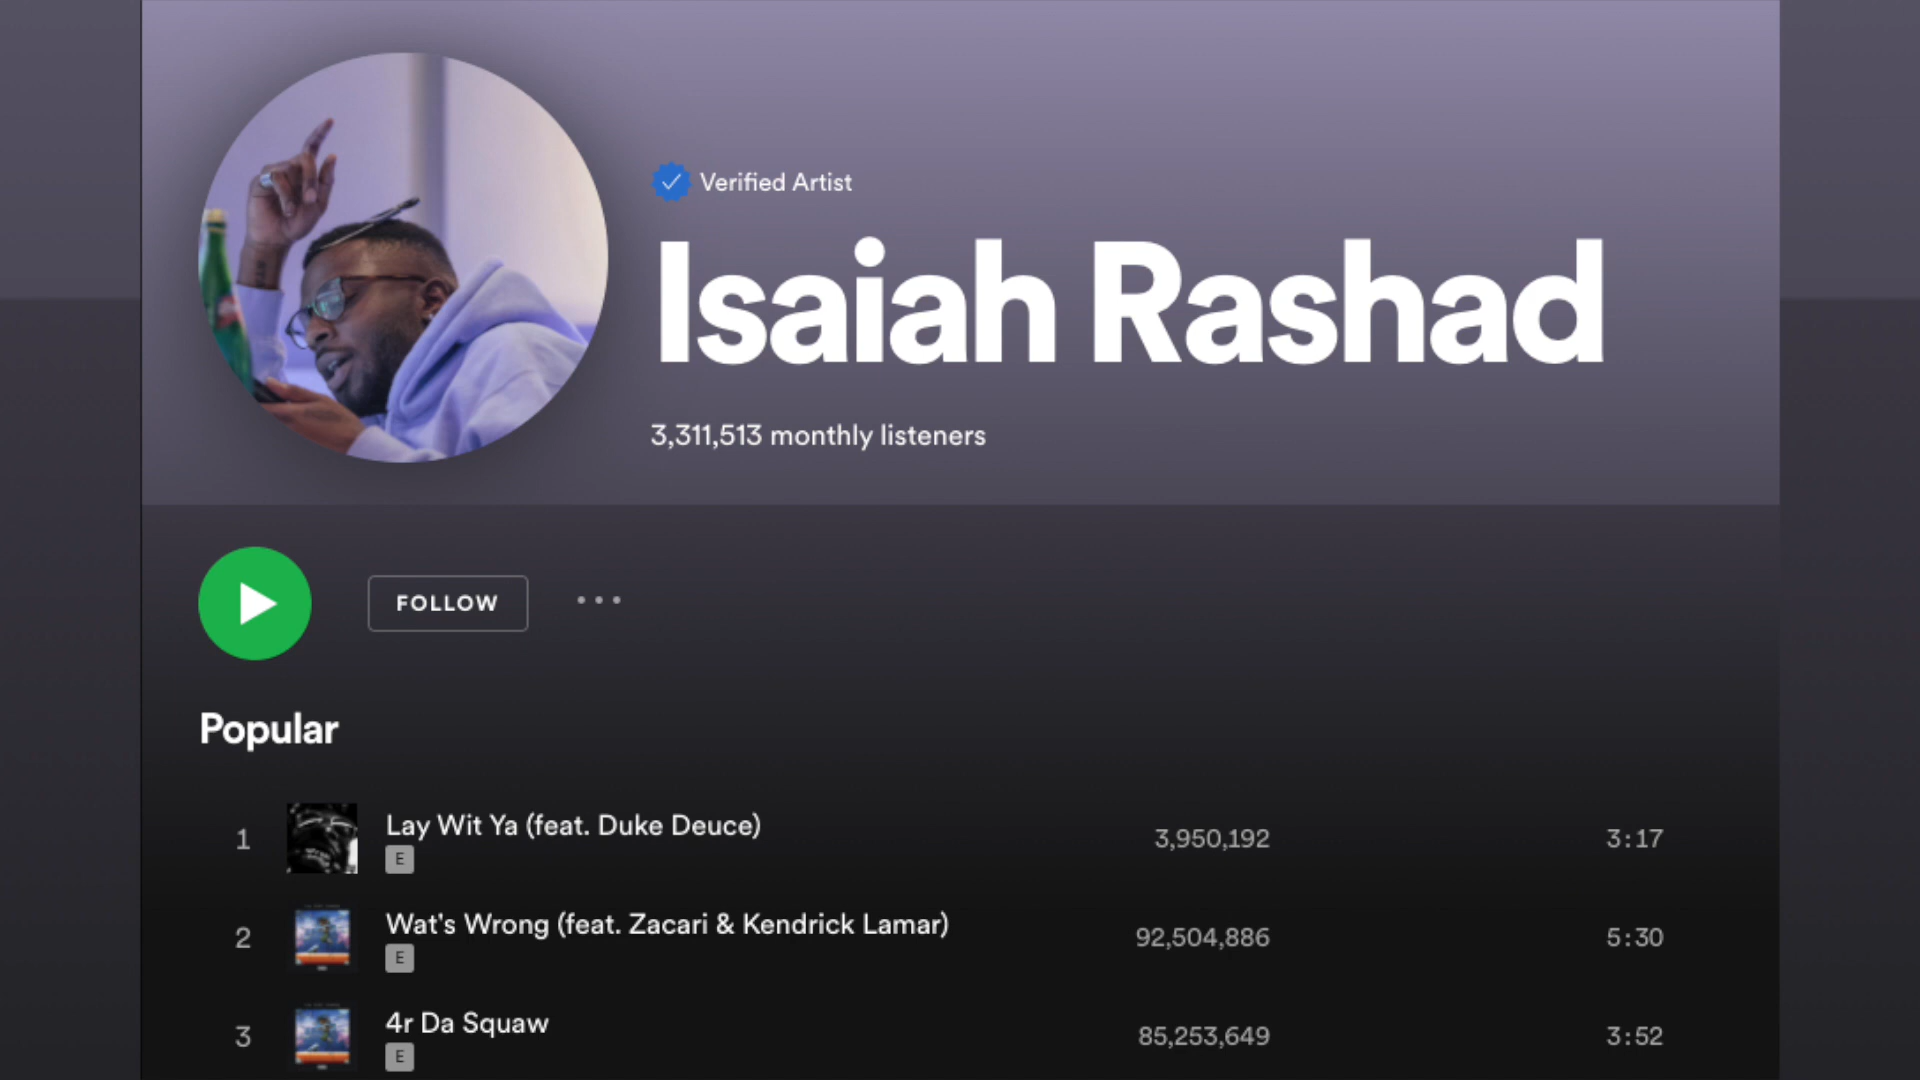 Verified Artist
Isaiah Rashad
3,311,513 monthly listeners
FOLLOW
Popular
1 Lay Wit Ya (feat. Duke Deuce) 3,950,192 3:17
E
2 Wat's Wrong (feat. Zacari & Kendrick Lamar) 92,504,886 5:30
E
3 4r Da Squaw 85,253,649 3:52
E